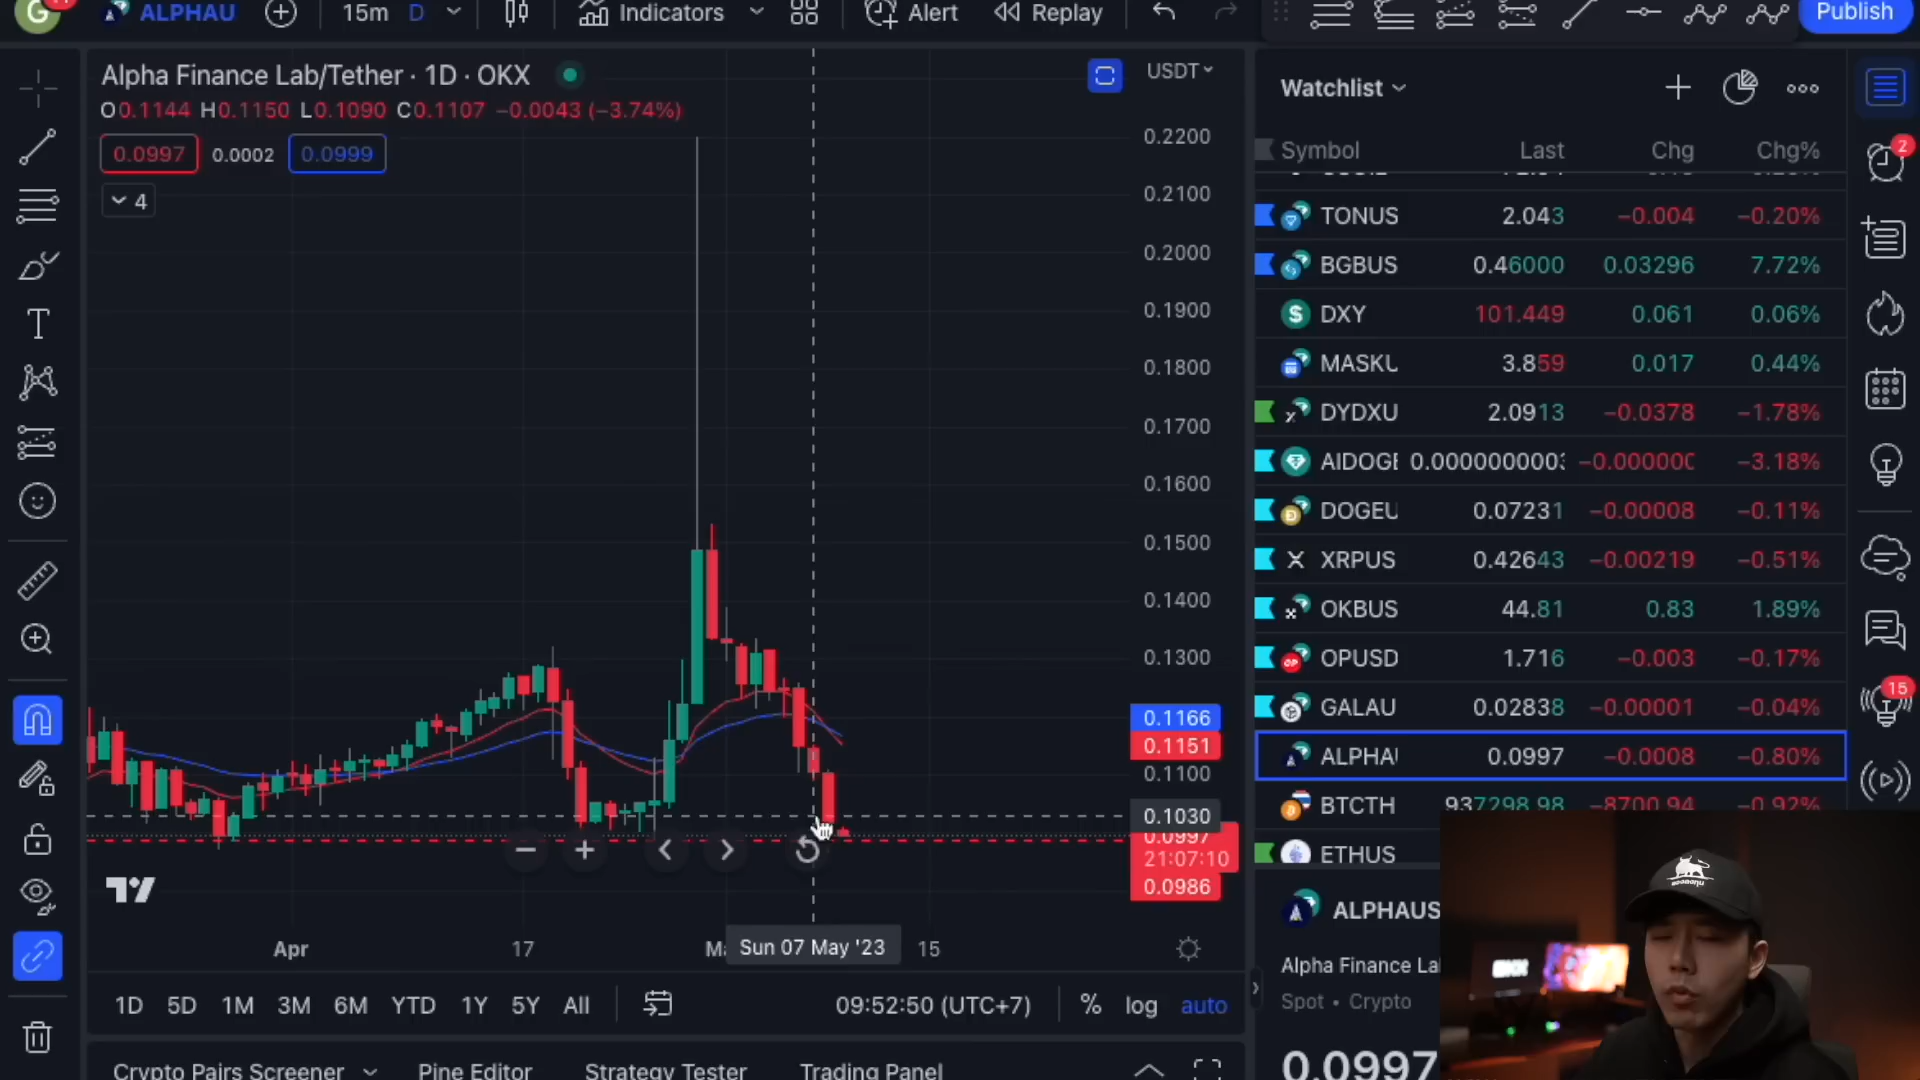 G ALPHAU 15m D Indicators Alert Replay Publish
Alpha Finance Lab/Tether · 1D · OKX
O0.1144 H0.1150 L0.1090 C0.1107 −0.0043 (−3.74%)
0.0997 0.0002 0.0999
4
USDT
0.2200
0.2100
0.2000
0.1900
0.1800
0.1700
0.1600
0.1500
0.1400
0.1300
0.1166
0.1151
0.1100
0.1030
0.0997
21:07:10
0.0986
Apr 17 Sun 07 May '23 15
1D 5D 1M 3M 6M YTD 1Y 5Y All 09:52:50 (UTC+7) % log auto
Crypto Pairs Screener Pine Editor Strategy Tester Trading Panel
Watchlist
Symbol Last Chg Chg%
TONUS 2.043 −0.004 −0.20%
BGBUS 0.46000 0.03296 7.72%
DXY 101.449 0.061 0.06%
MASKU 3.859 0.017 0.44%
DYDXU 2.0913 −0.0378 −1.78%
AIDOGE 0.0000000003 −0.000000 −3.18%
DOGEU 0.07231 −0.00008 −0.11%
XRPUS 0.42643 −0.00219 −0.51%
OKBUS 44.81 0.83 1.89%
OPUSD 1.716 −0.003 −0.17%
GALAU 0.02838 −0.00001 −0.04%
ALPHAU 0.0997 −0.0008 −0.80%
BTCTH 937298.98 −8700.94 −0.92%
ETHUS
ALPHAUS
Alpha Finance La
Spot • Crypto
0.0997
2
15